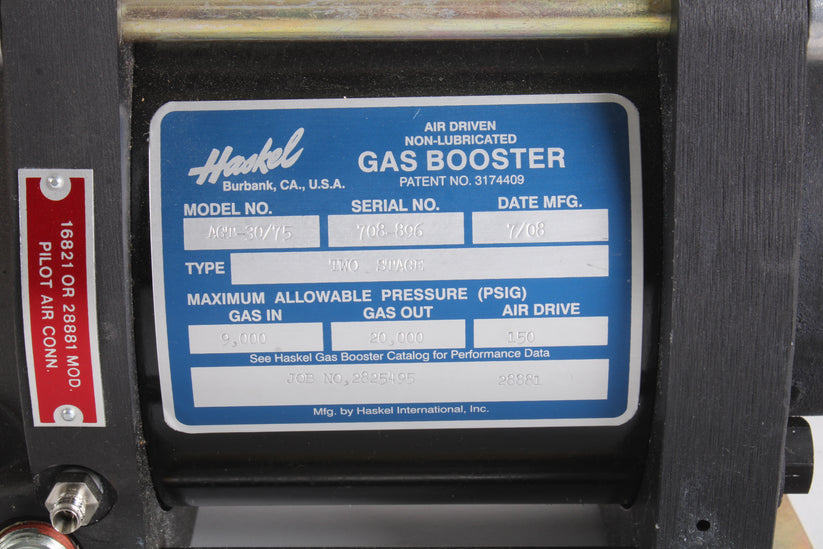 Haskel
Burbank, CA., U.S.A.
AIR DRIVEN
NON-LUBRICATED
GAS BOOSTER
PATENT NO. 3174409
MODEL NO. SERIAL NO. DATE MFG.
AGT-30/75 708-896 7/08
TYPE TWO STAGE
MAXIMUM ALLOWABLE PRESSURE (PSIG)
GAS IN GAS OUT AIR DRIVE
9,000 20,000 150
See Haskel Gas Booster Catalog for Performance Data
JOB NO, 2825495 28881
Mfg. by Haskel International, Inc.
16821 OR 28881 MOD.
PILOT AIR CONN.